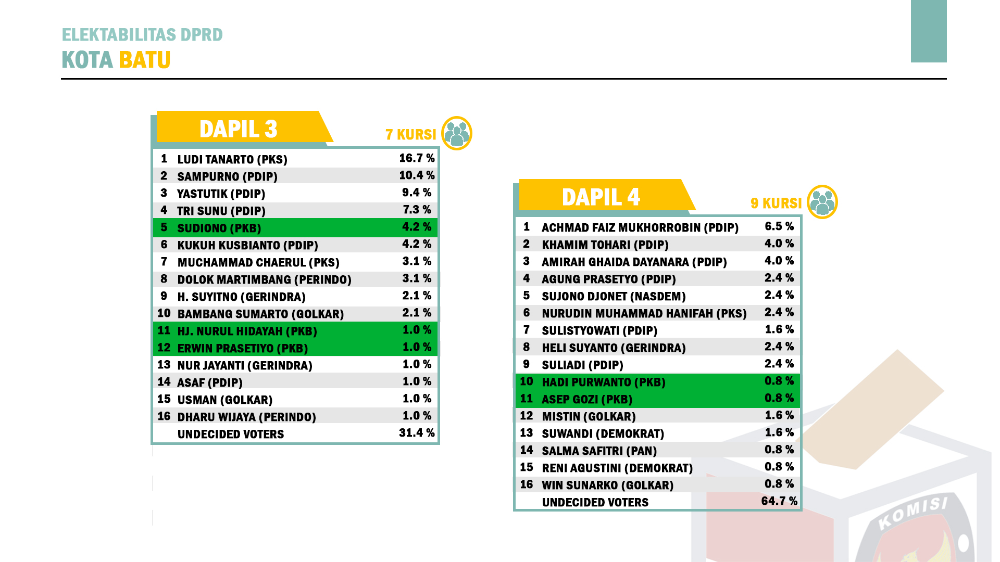 ELEKTABILITAS DPRD
KOTA BATU
DAPIL 3
7 KURSI
1 LUDI TANARTO (PKS) 16.7 %
2 SAMPURNO (PDIP) 10.4 %
3 YASTUTIK (PDIP) 9.4 %
4 TRI SUNU (PDIP) 7.3 %
5 SUDIONO (PKB) 4.2 %
6 KUKUH KUSBIANTO (PDIP) 4.2 %
7 MUCHAMMAD CHAERUL (PKS) 3.1 %
8 DOLOK MARTIMBANG (PERINDO) 3.1 %
9 H. SUYITNO (GERINDRA) 2.1 %
10 BAMBANG SUMARTO (GOLKAR) 2.1 %
11 HJ. NURUL HIDAYAH (PKB) 1.0 %
12 ERWIN PRASETIYO (PKB) 1.0 %
13 NUR JAYANTI (GERINDRA) 1.0 %
14 ASAF (PDIP) 1.0 %
15 USMAN (GOLKAR) 1.0 %
16 DHARU WIJAYA (PERINDO) 1.0 %
UNDECIDED VOTERS 31.4 %
DAPIL 4
9 KURSI
1 ACHMAD FAIZ MUKHORROBIN (PDIP) 6.5 %
2 KHAMIM TOHARI (PDIP) 4.0 %
3 AMIRAH GHAIDA DAYANARA (PDIP) 4.0 %
4 AGUNG PRASETYO (PDIP) 2.4 %
5 SUJONO DJONET (NASDEM) 2.4 %
6 NURUDIN MUHAMMAD HANIFAH (PKS) 2.4 %
7 SULISTYOWATI (PDIP) 1.6 %
8 HELI SUYANTO (GERINDRA) 2.4 %
9 SULIADI (PDIP) 2.4 %
10 HADI PURWANTO (PKB) 0.8 %
11 ASEP GOZI (PKB) 0.8 %
12 MISTIN (GOLKAR) 1.6 %
13 SUWANDI (DEMOKRAT) 1.6 %
14 SALMA SAFITRI (PAN) 0.8 %
15 RENI AGUSTINI (DEMOKRAT) 0.8 %
16 WIN SUNARKO (GOLKAR) 0.8 %
UNDECIDED VOTERS 64.7 %
KOMISI